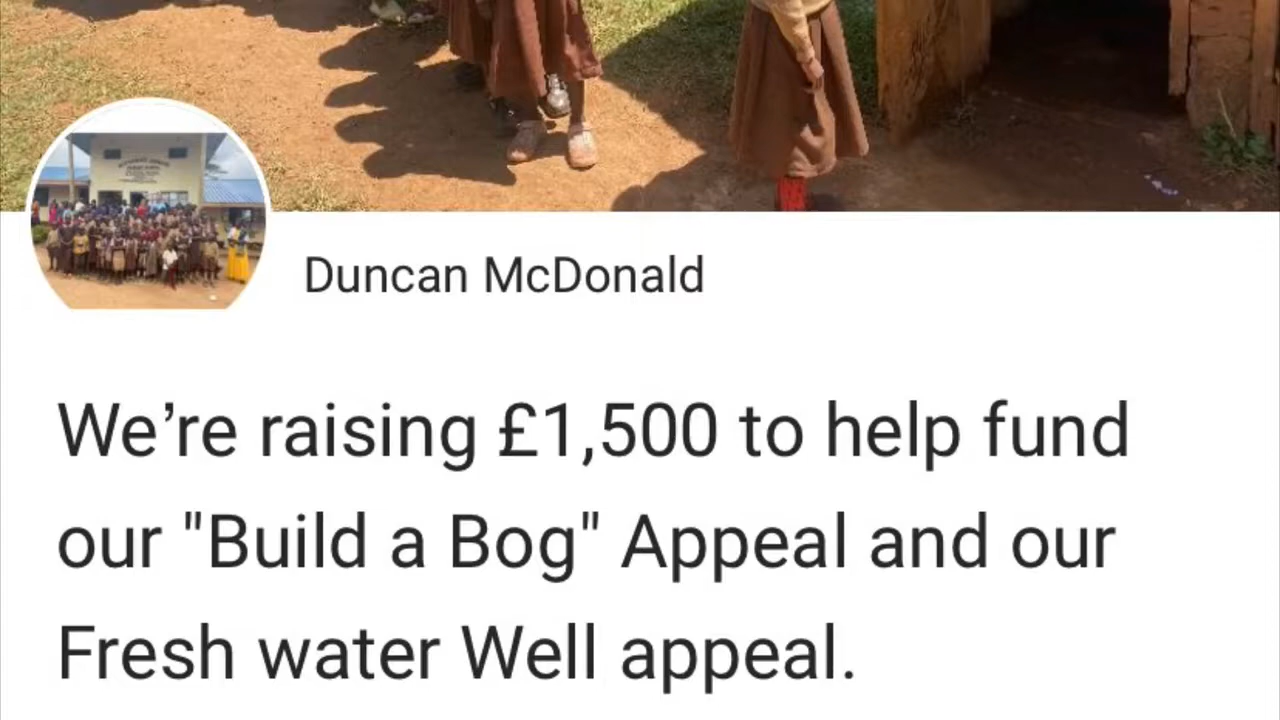 Duncan McDonald
We’re raising £1,500 to help fund
our "Build a Bog" Appeal and our
Fresh water Well appeal.